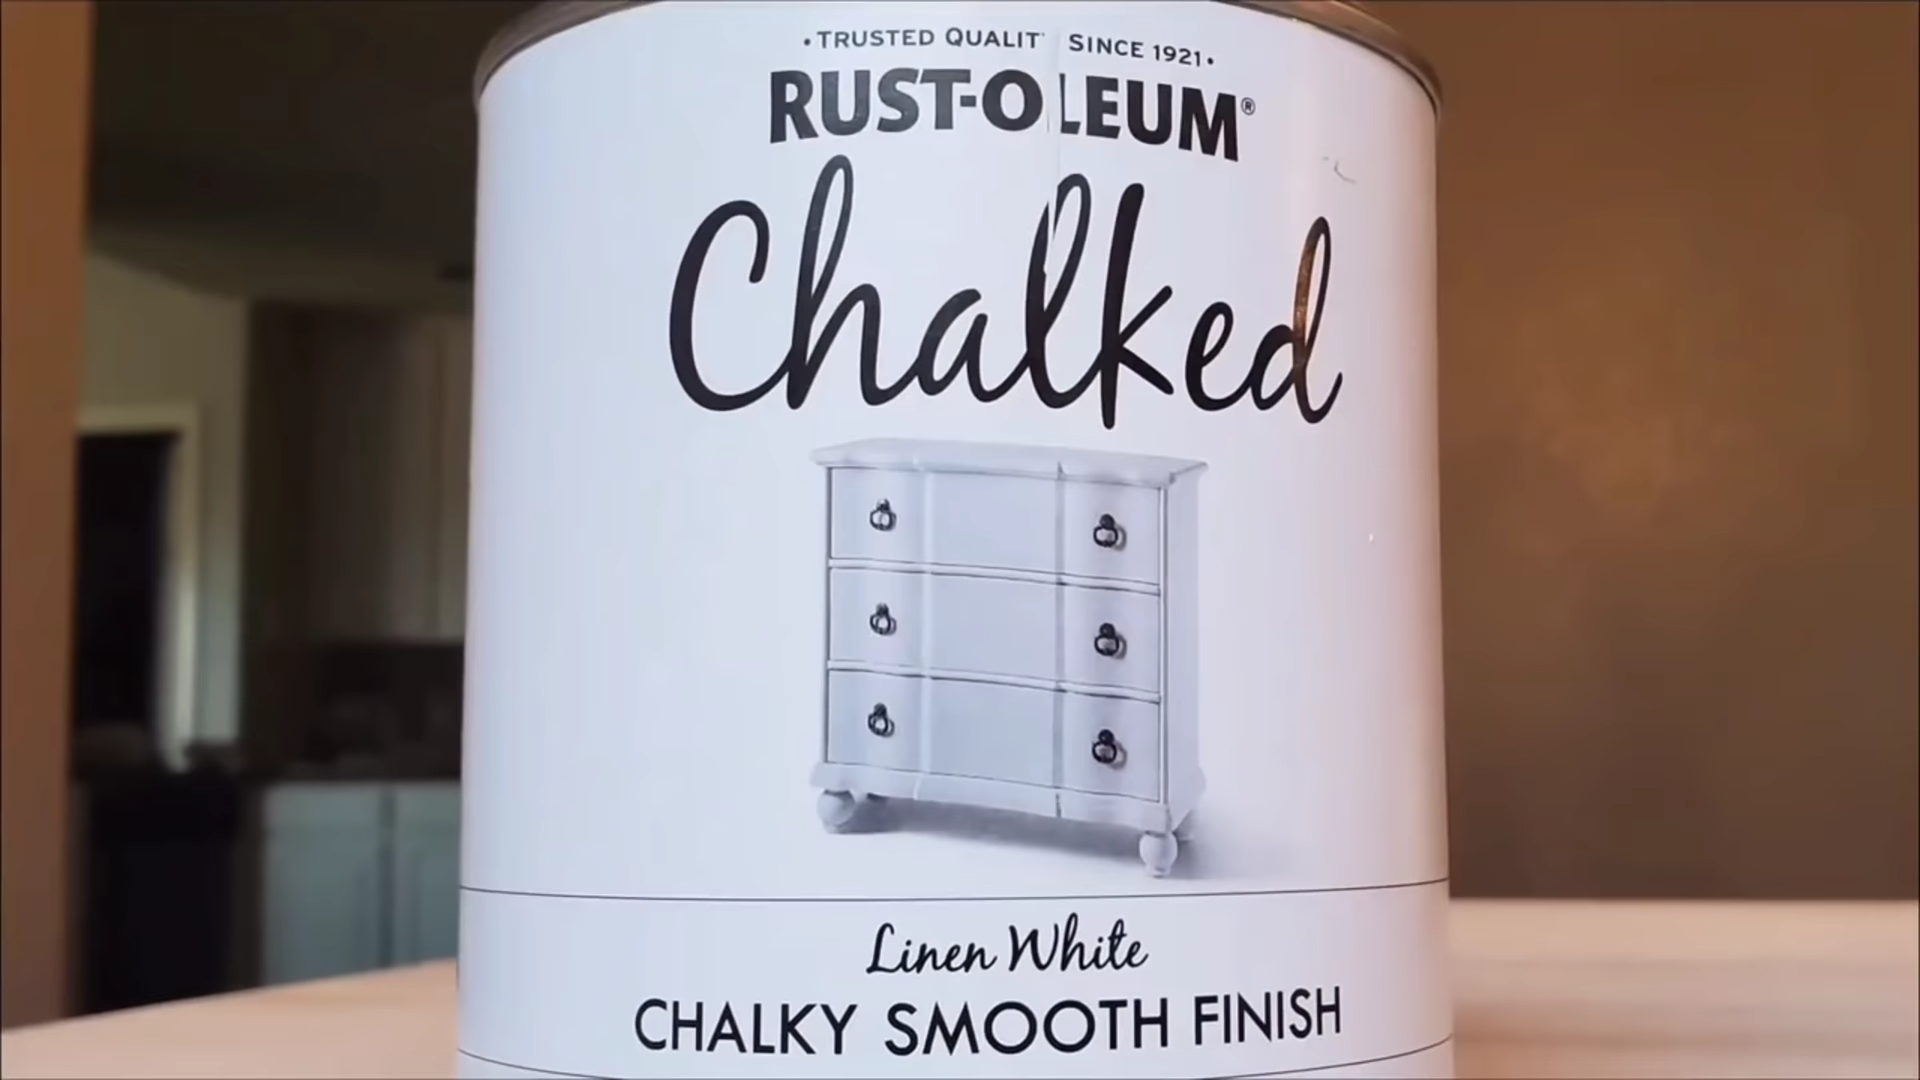 • TRUSTED QUALIT SINCE 1921 •
RUST-OLEUM®
Chalked
Linen White
CHALKY SMOOTH FINISH